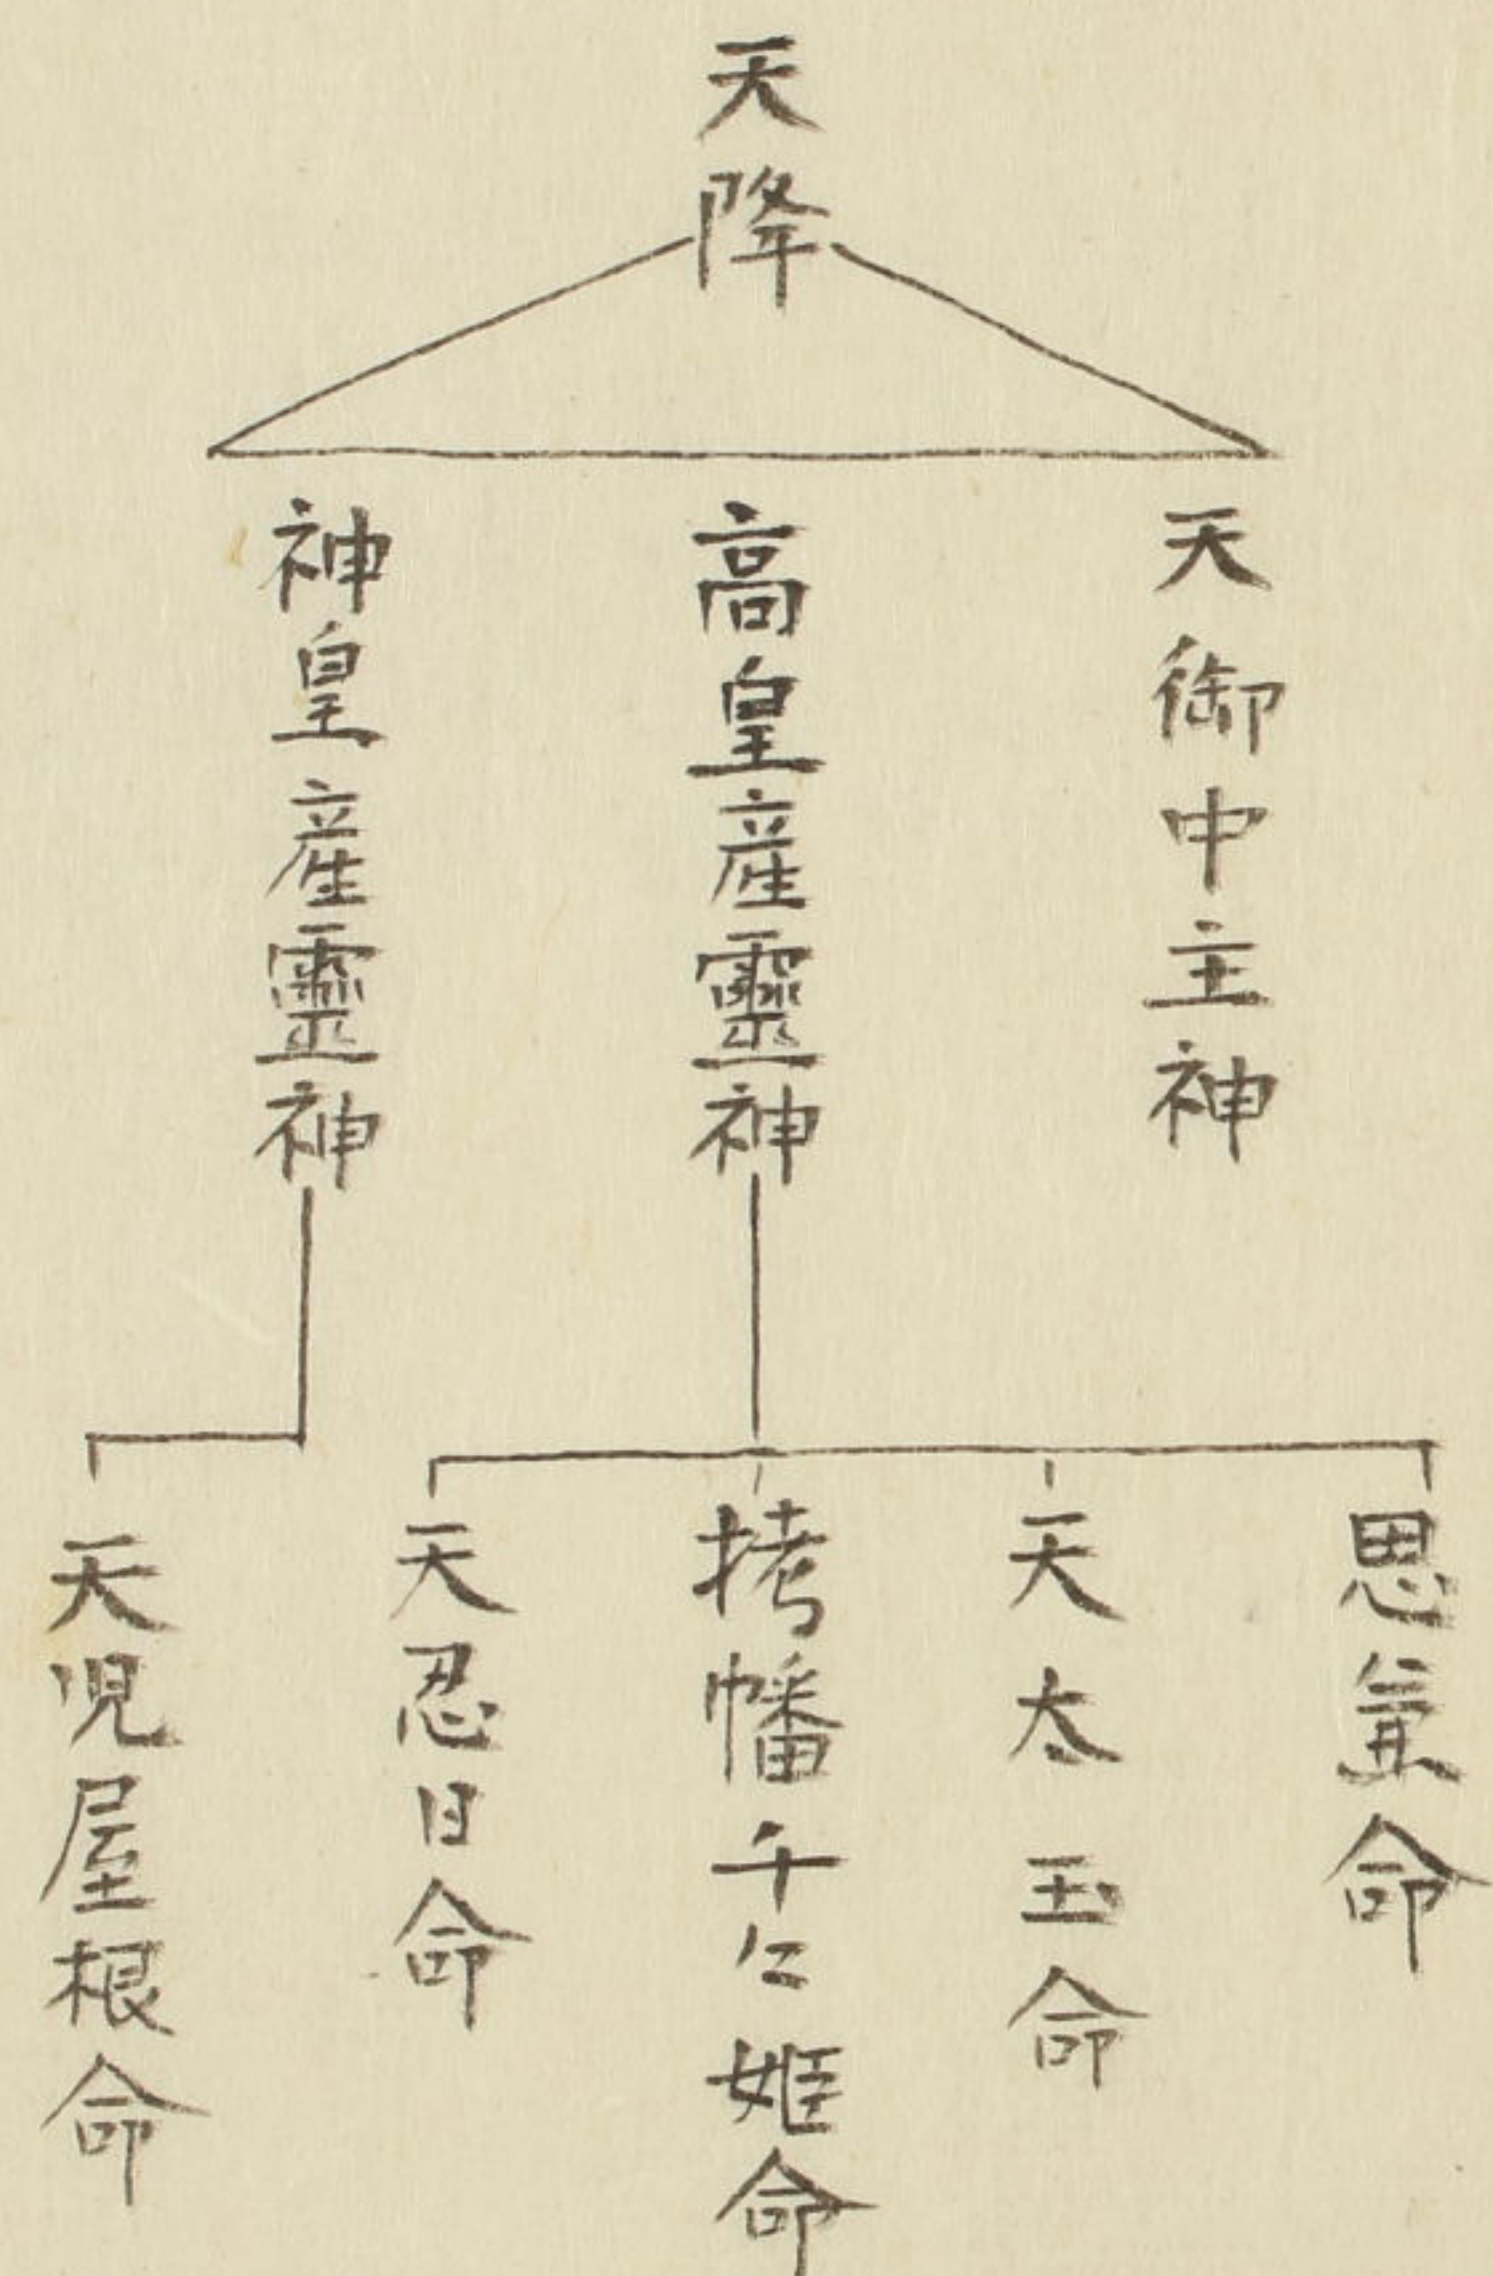 天降
天御中主神
高皇産靈神
神皇産靈神
思兼命
天太玉命
栲幡千々姫命
天忍日命
天児屋根命